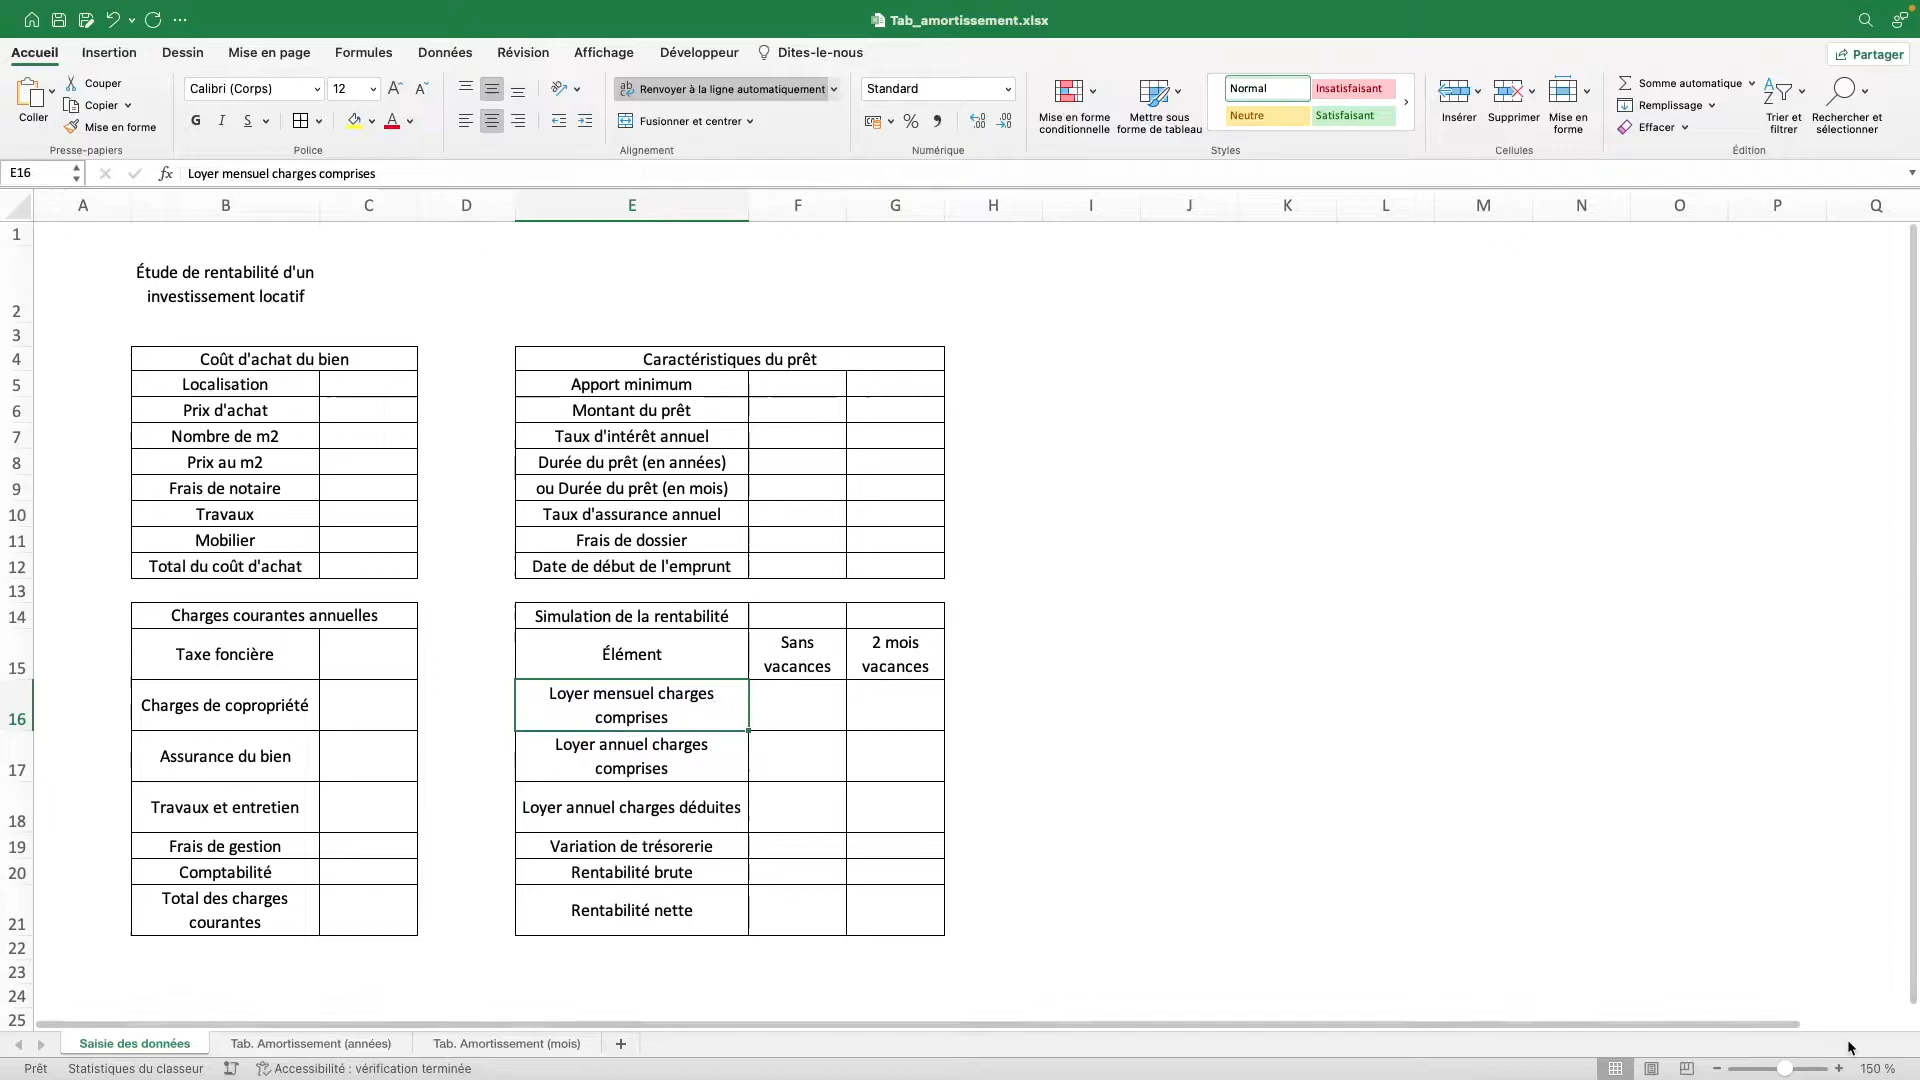 Tab_amortissement.xlsx
Accueil Insertion Dessin Mise en page Formules Données Révision Affichage Développeur Dites-le-nous Partager
Coller
Couper
Copier
Mise en forme
Presse-papiers
Calibri (Corps) 12
G I S
Police
Renvoyer à la ligne automatiquement
Fusionner et centrer
Alignement
Standard
Numérique
Mise en forme conditionnelle
Mettre sous forme de tableau
Normal Insatisfaisant
Neutre Satisfaisant
Styles
Insérer Supprimer Mise en forme
Cellules
Somme automatique
Remplissage
Effacer
Trier et filtrer
Rechercher et sélectionner
Édition
E16 fx Loyer mensuel charges comprises
A B C D E F G H I J K L M N O P Q
1
2 Étude de rentabilité d'un
investissement locatif
3
4 Coût d'achat du bien Caractéristiques du prêt
5 Localisation Apport minimum
6 Prix d'achat Montant du prêt
7 Nombre de m2 Taux d'intérêt annuel
8 Prix au m2 Durée du prêt (en années)
9 Frais de notaire ou Durée du prêt (en mois)
10 Travaux Taux d'assurance annuel
11 Mobilier Frais de dossier
12 Total du coût d'achat Date de début de l'emprunt
13
14 Charges courantes annuelles Simulation de la rentabilité
15 Taxe foncière Élément Sans vacances 2 mois vacances
16 Charges de copropriété Loyer mensuel charges comprises
17 Assurance du bien Loyer annuel charges comprises
18 Travaux et entretien Loyer annuel charges déduites
19 Frais de gestion Variation de trésorerie
20 Comptabilité Rentabilité brute
21 Total des charges courantes Rentabilité nette
22
23
24
25
Saisie des données Tab. Amortissement (années) Tab. Amortissement (mois) +
Prêt Statistiques du classeur Accessibilité : vérification terminée 150 %